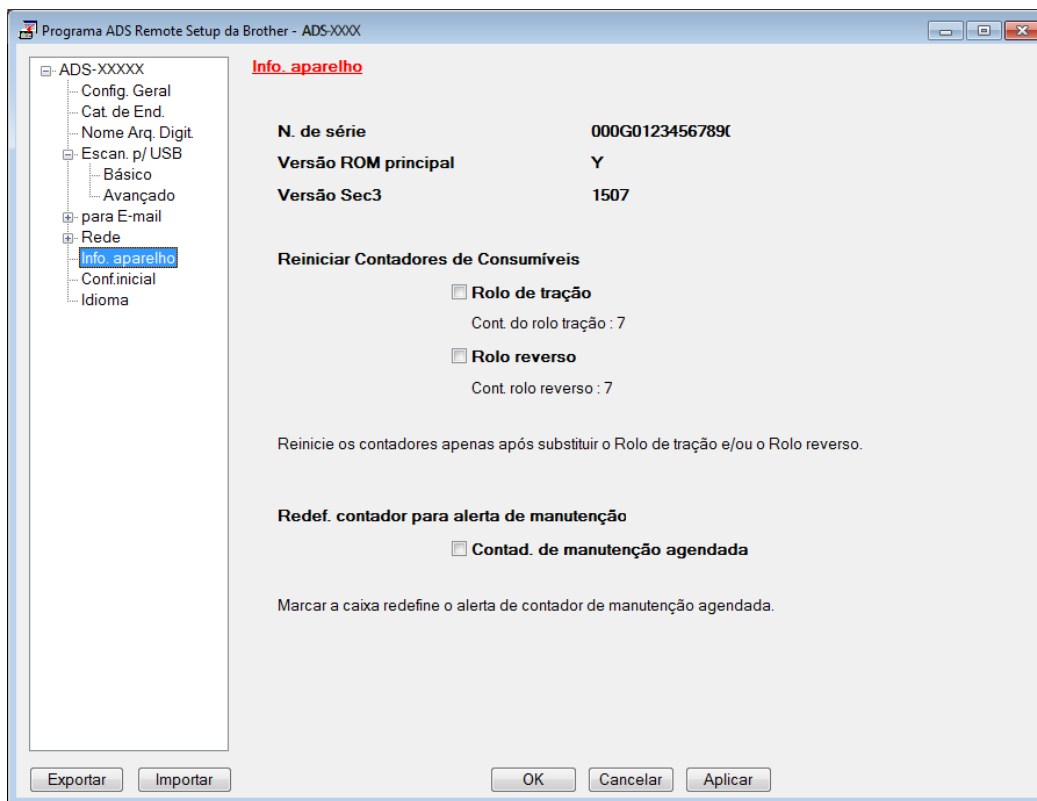 Programa ADS Remote Setup da Brother - ADS-XXXX
ADS-XXXXX
Config. Geral
Cat. de End.
Nome Arq. Digit.
Escan. p/ USB
Básico
Avançado
para E-mail
Rede
Info. aparelho
Conf.inicial
Idioma
Info. aparelho
N. de série 000G0123456789(
Versão ROM principal Y
Versão Sec3 1507
Reiniciar Contadores de Consumíveis
Rolo de tração
Cont. do rolo tração : 7
Rolo reverso
Cont. rolo reverso : 7
Reinicie os contadores apenas após substituir o Rolo de tração e/ou o Rolo reverso.
Redef. contador para alerta de manutenção
Contad. de manutenção agendada
Marcar a caixa redefine o alerta de contador de manutenção agendada.
Exportar Importar OK Cancelar Aplicar